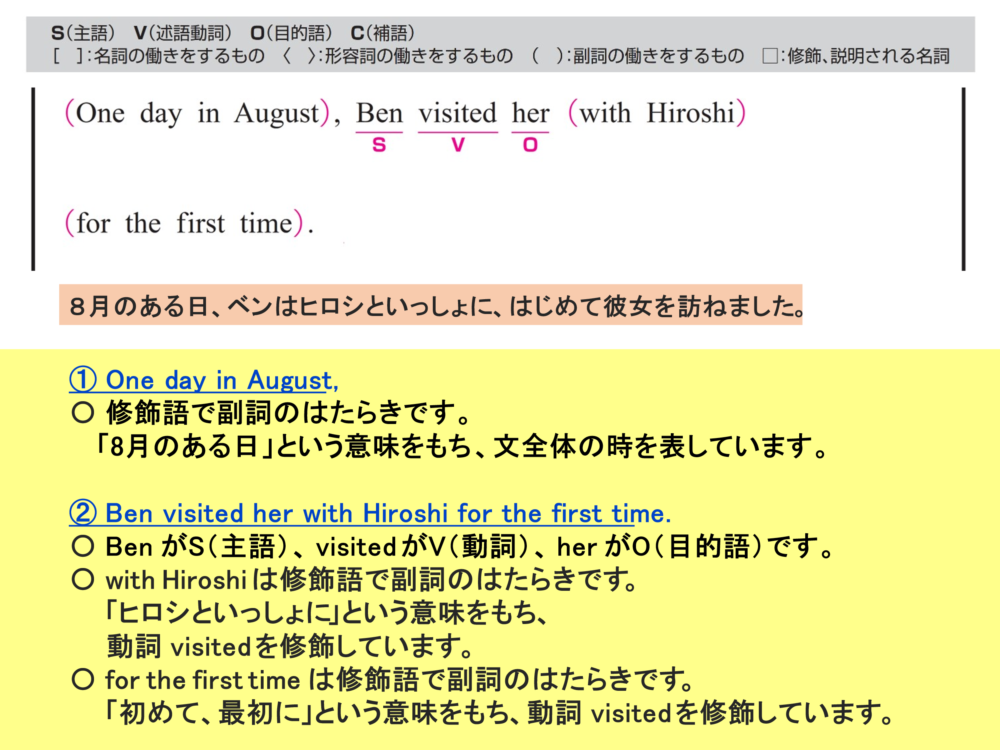 S（主語） V（述語動詞） O（目的語） C（補語）
[ ]：名詞の働きをするもの 〈 〉：形容詞の働きをするもの （ ）：副詞の働きをするもの □：修飾、説明される名詞
(One day in August), Ben visited her (with Hiroshi)
S V O
(for the first time).
８月のある日、ベンはヒロシといっしょに、はじめて彼女を訪ねました。
① One day in August,
○ 修飾語で副詞のはたらきです。
「8月のある日」という意味をもち、文全体の時を表しています。
② Ben visited her with Hiroshi for the first time.
○ Ben がS（主語）、visitedがV（動詞）、her がO（目的語）です。
○ with Hiroshi は修飾語で副詞のはたらきです。
「ヒロシといっしょに」という意味をもち、
動詞 visitedを修飾しています。
○ for the first time は修飾語で副詞のはたらきです。
「初めて、最初に」という意味をもち、動詞 visitedを修飾しています。